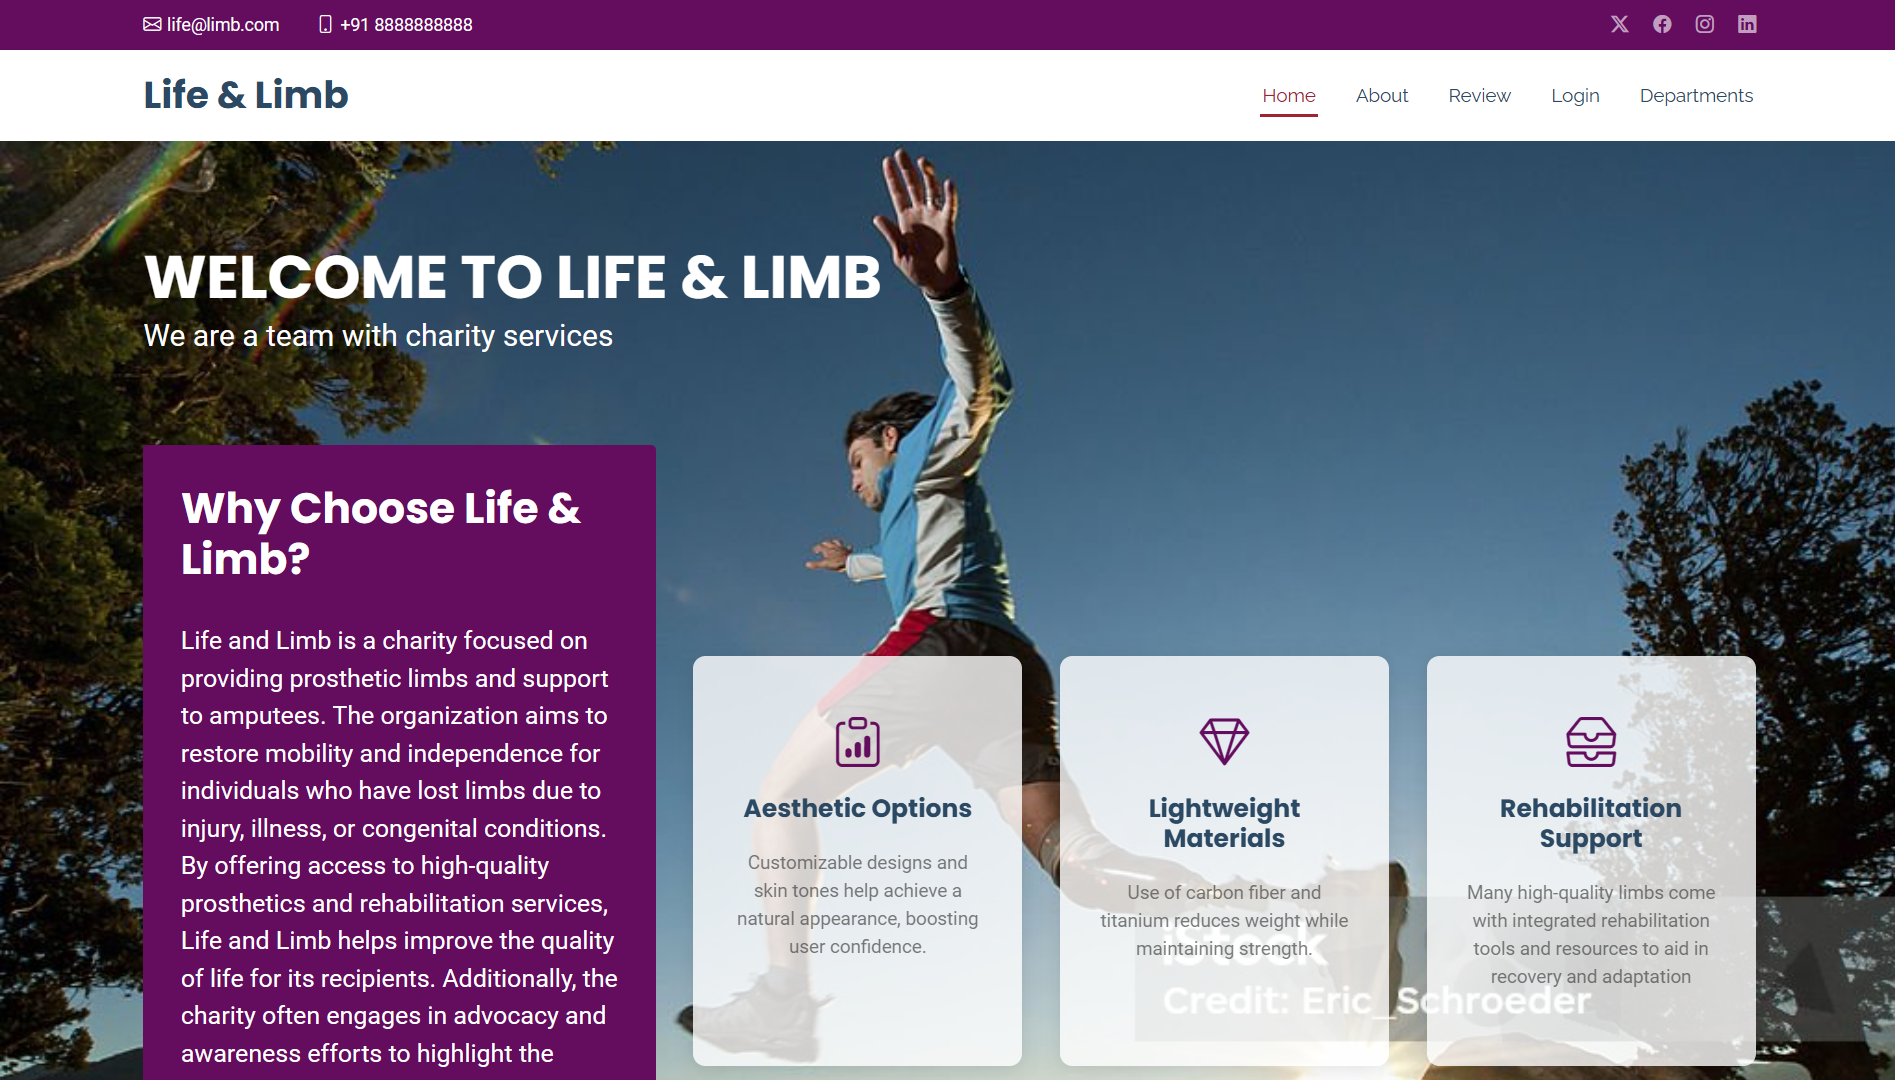 life@limb.com +91 8888888888
Life & Limb
Home About Review Login Departments
WELCOME TO LIFE & LIMB
We are a team with charity services
Why Choose Life &
Limb?
Life and Limb is a charity focused on
providing prosthetic limbs and support
to amputees. The organization aims to
restore mobility and independence for
individuals who have lost limbs due to
injury, illness, or congenital conditions.
By offering access to high-quality
prosthetics and rehabilitation services,
Life and Limb helps improve the quality
of life for its recipients. Additionally, the
charity often engages in advocacy and
awareness efforts to highlight the
Aesthetic Options
Customizable designs and
skin tones help achieve a
natural appearance, boosting
user confidence.
Lightweight
Materials
Use of carbon fiber and
titanium reduces weight while
maintaining strength.
Rehabilitation
Support
Many high-quality limbs come
with integrated rehabilitation
tools and resources to aid in
recovery and adaptation
iStock
Credit: Eric_Schroeder